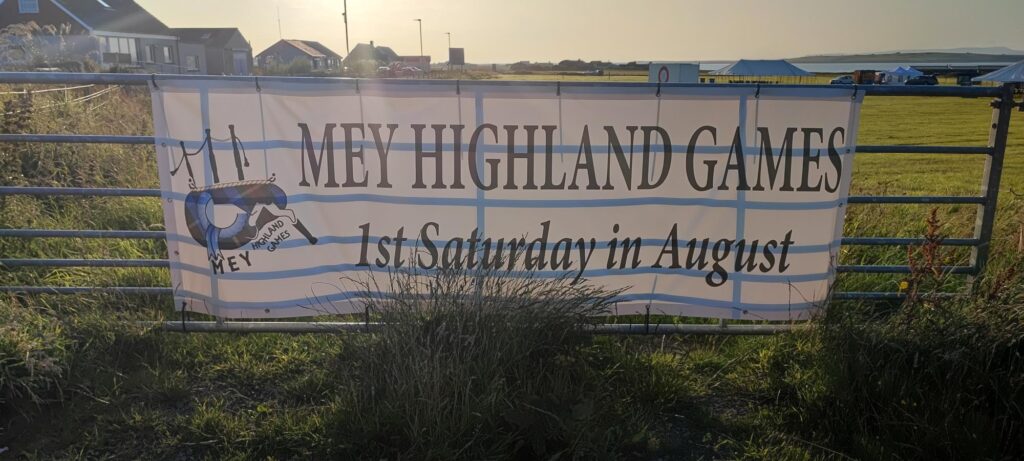 MEY HIGHLAND GAMES
1st Saturday in August
MEY
HIGHLAND
GAMES